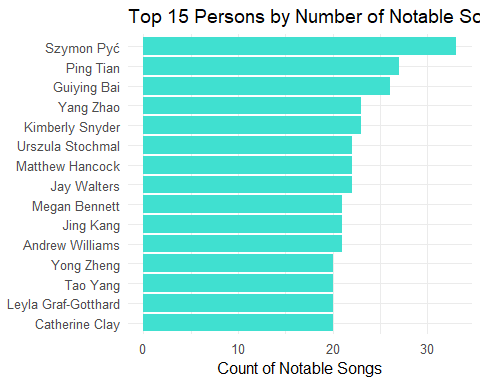 Top 15 Persons by Number of Notable So
Szymon Pyć
Ping Tian
Guiying Bai
Yang Zhao
Kimberly Snyder
Urszula Stochmal
Matthew Hancock
Jay Walters
Megan Bennett
Jing Kang
Andrew Williams
Yong Zheng
Tao Yang
Leyla Graf-Gotthard
Catherine Clay
0 10 20 30
Count of Notable Songs